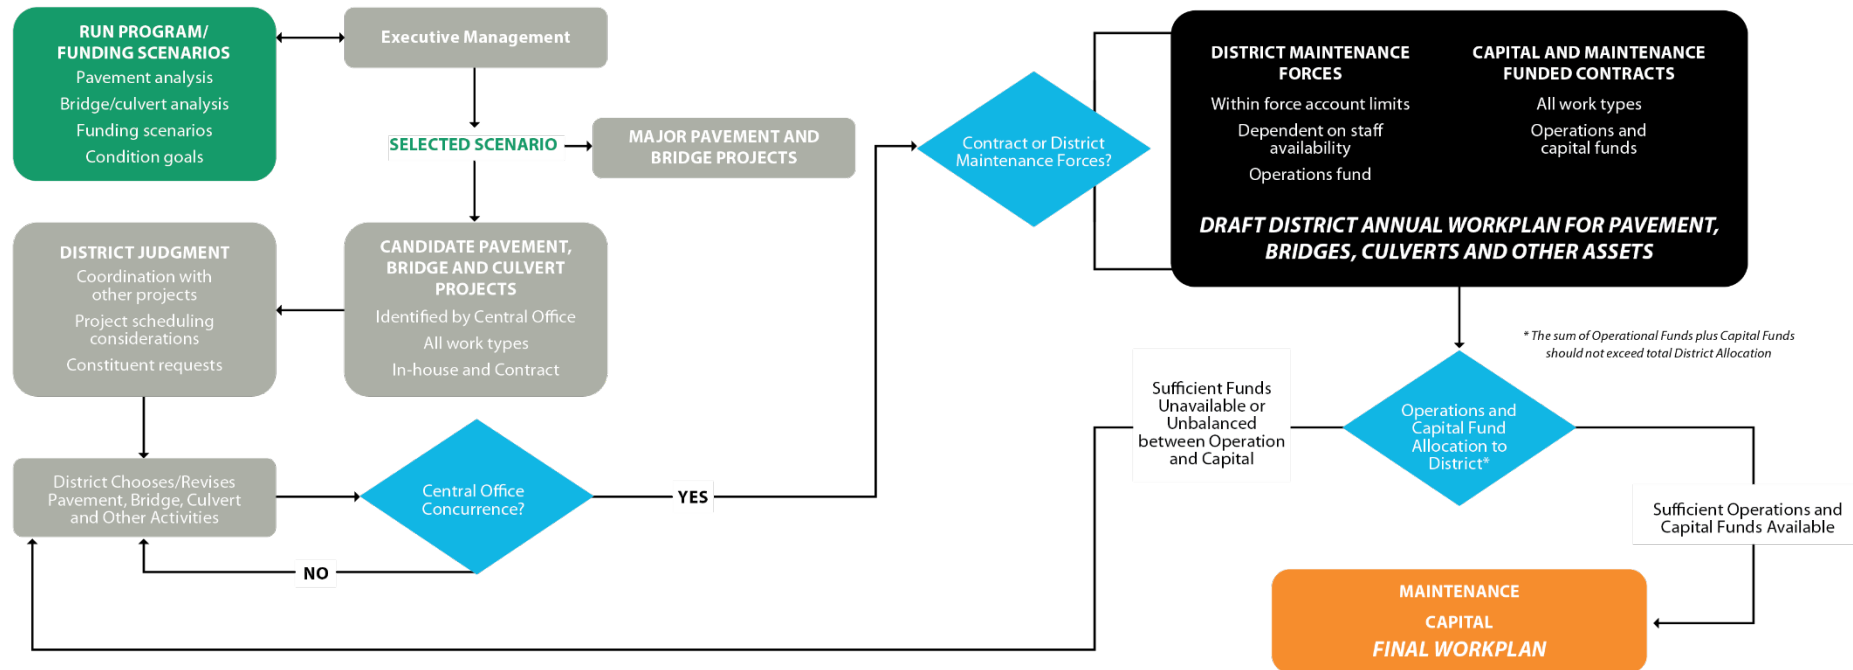 RUN PROGRAM/
FUNDING SCENARIOS
Pavement analysis
Bridge/culvert analysis
Funding scenarios
Condition goals
Executive Management
SELECTED SCENARIO
MAJOR PAVEMENT AND
BRIDGE PROJECTS
CANDIDATE PAVEMENT,
BRIDGE AND CULVERT
PROJECTS
Identified by Central Office
All work types
In-house and Contract
DISTRICT JUDGMENT
Coordination with
other projects
Project scheduling
considerations
Constituent requests
District Chooses/Revises
Pavement, Bridge, Culvert
and Other Activities
Central Office
Concurrence?
NO
YES
Contract or District
Maintenance Forces?
DISTRICT MAINTENANCE
FORCES
Within force account limits
Dependent on staff
availability
Operations fund
CAPITAL AND MAINTENANCE
FUNDED CONTRACTS
All work types
Operations and
capital funds
DRAFT DISTRICT ANNUAL WORKPLAN FOR PAVEMENT,
BRIDGES, CULVERTS AND OTHER ASSETS
* The sum of Operational Funds plus Capital Funds
should not exceed total District Allocation
Operations and
Capital Fund
Allocation to
District*
Sufficient Funds
Unavailable or
Unbalanced
between Operation
and Capital
Sufficient Operations and
Capital Funds Available
MAINTENANCE
CAPITAL
FINAL WORKPLAN